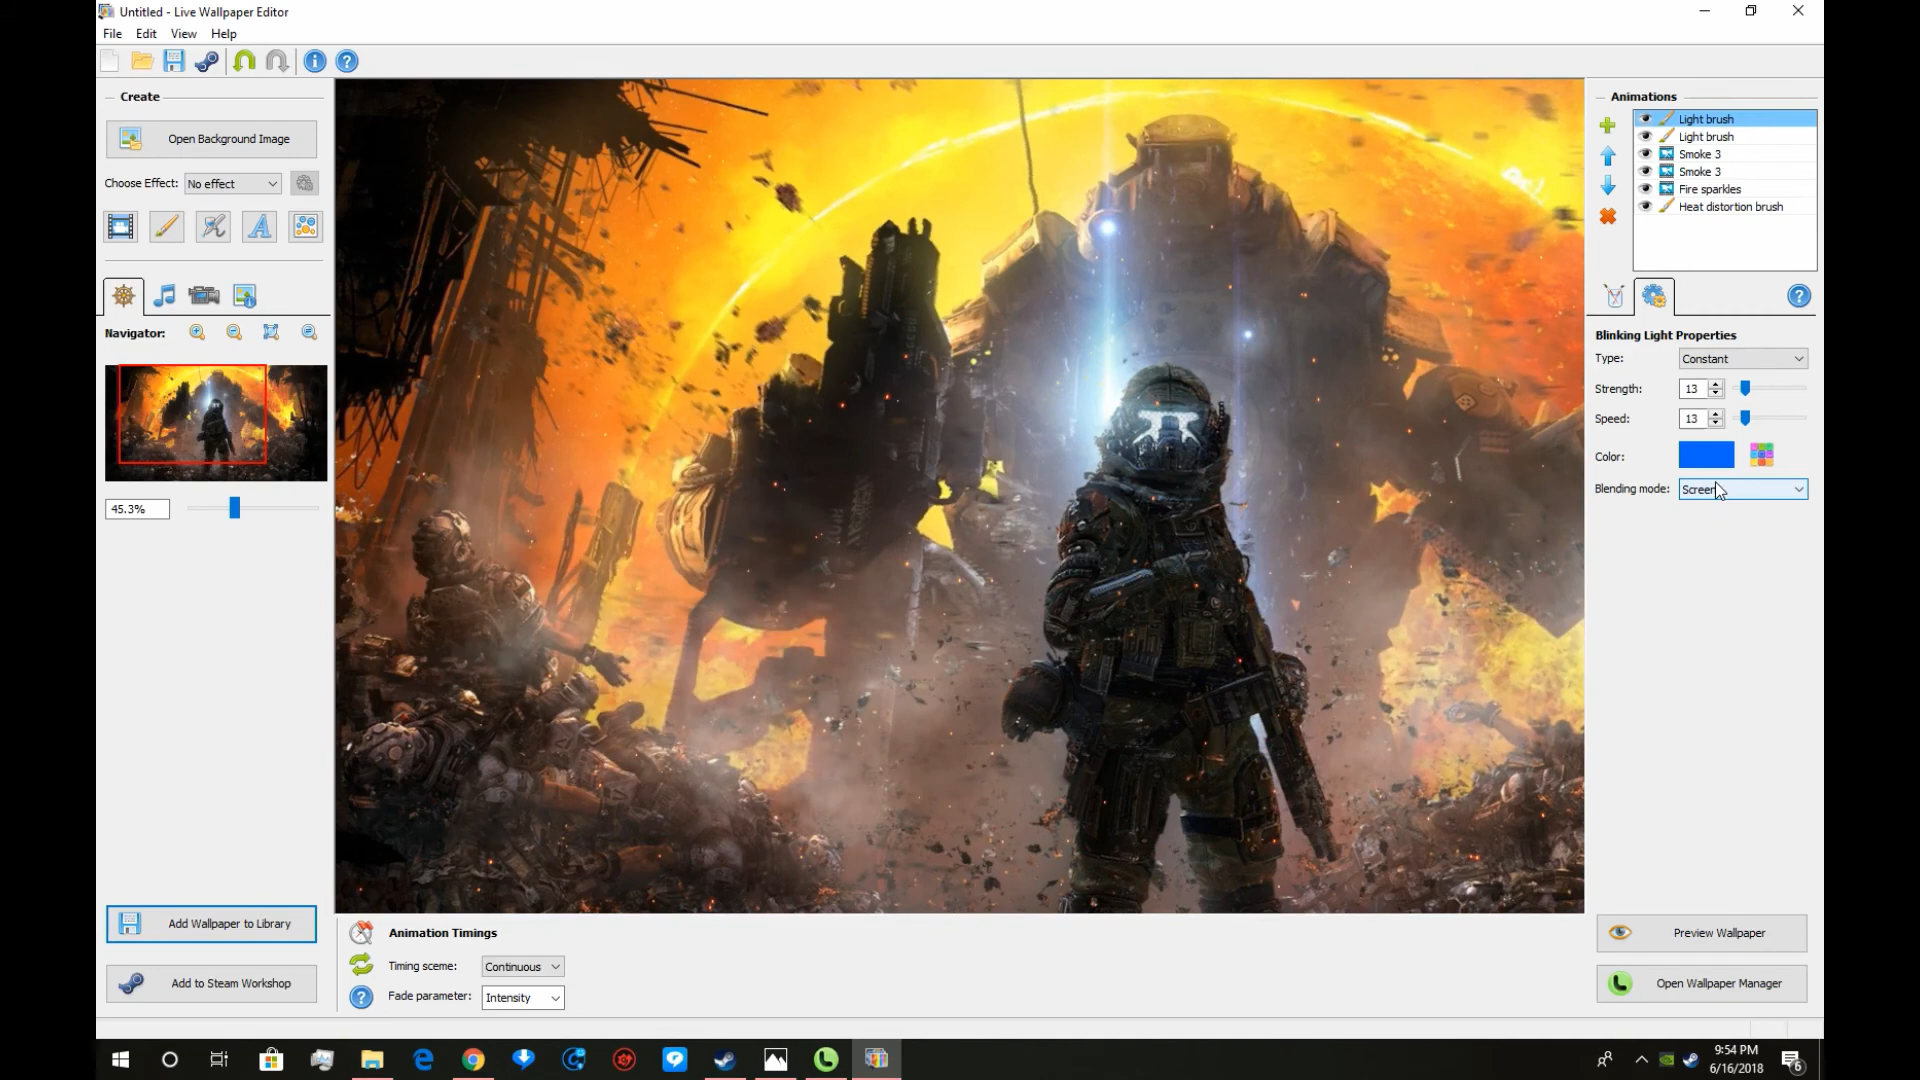 Untitled - Live Wallpaper Editor
File Edit View Help
Create
Open Background Image
Choose Effect: No effect
Navigator:
45.3%
Add Wallpaper to Library
Add to Steam Workshop
Animation Timings
Timing sceme: Continuous
Fade parameter: Intensity
Animations
Light brush
Light brush
Smoke 3
Smoke 3
Fire sparkles
Heat distortion brush
Blinking Light Properties
Type: Constant
Strength: 13
Speed: 13
Color:
Blending mode: Screen
Preview Wallpaper
Open Wallpaper Manager
9:54 PM
6/16/2018
6